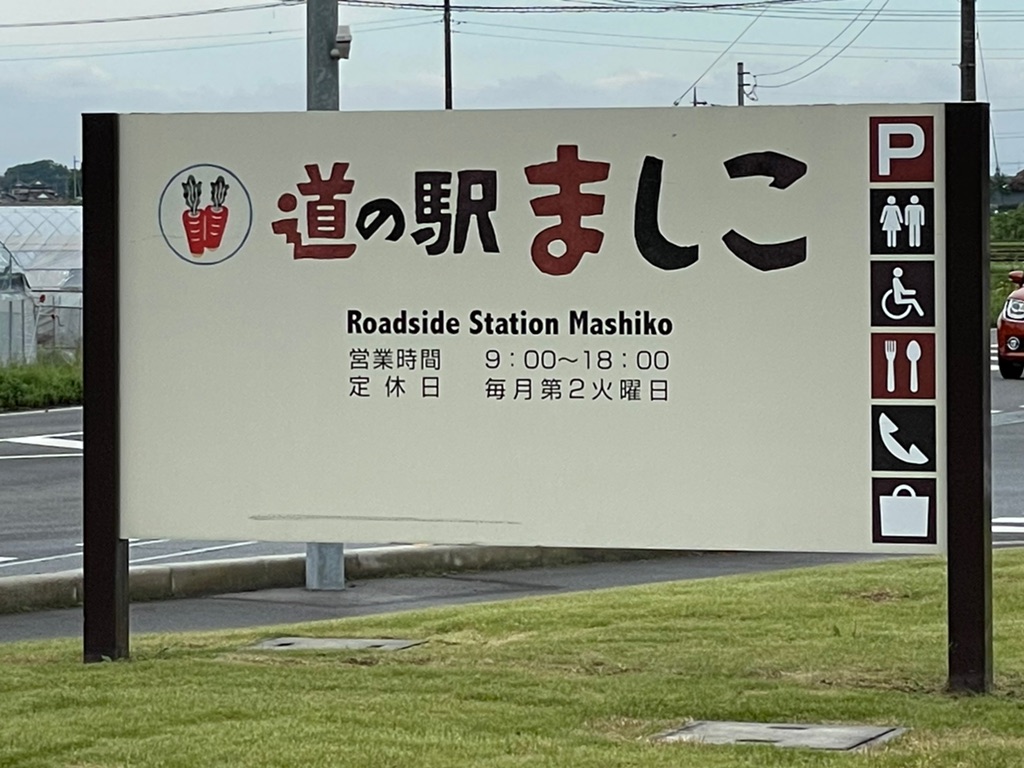 道の駅ましこ
Roadside Station Mashiko
営業時間 9:00〜18:00
定休日 毎月第2火曜日
P